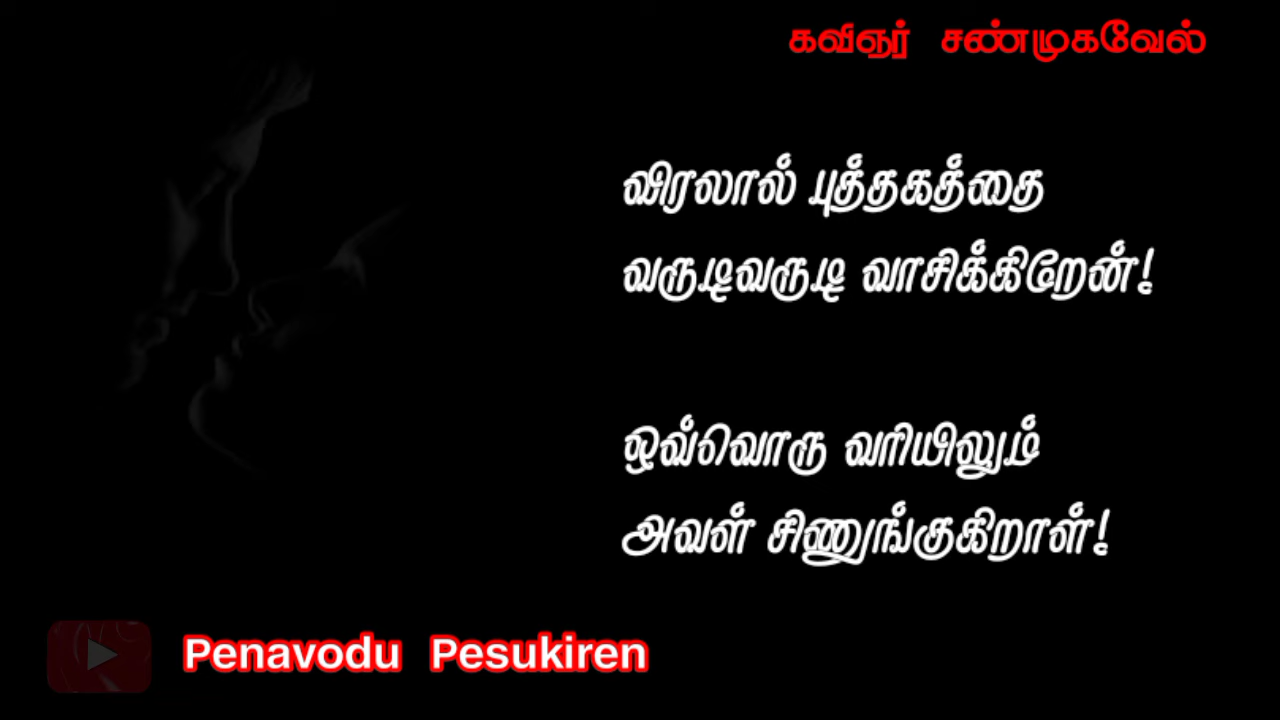 கவிஞர் சண்முகவேல்
விரலால் புத்தகத்தை
வருடிவருடி வாசிக்கிறேன்!
ஒவ்வொரு வரியிலும்
அவள் சிணுங்குகிறாள்!
Penavodu Pesukiren